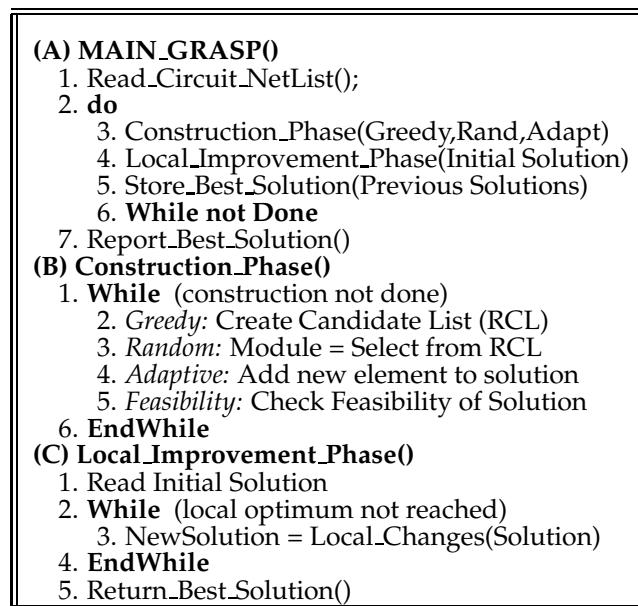 (A) MAIN_GRASP()
1. Read_Circuit_NetList();
2. do
3. Construction_Phase(Greedy,Rand,Adapt)
4. Local_Improvement_Phase(Initial Solution)
5. Store_Best_Solution(Previous Solutions)
6. While not Done
7. Report_Best_Solution()
(B) Construction_Phase()
1. While (construction not done)
2. Greedy: Create Candidate List (RCL)
3. Random: Module = Select from RCL
4. Adaptive: Add new element to solution
5. Feasibility: Check Feasibility of Solution
6. EndWhile
(C) Local_Improvement_Phase()
1. Read Initial Solution
2. While (local optimum not reached)
3. NewSolution = Local_Changes(Solution)
4. EndWhile
5. Return_Best_Solution()